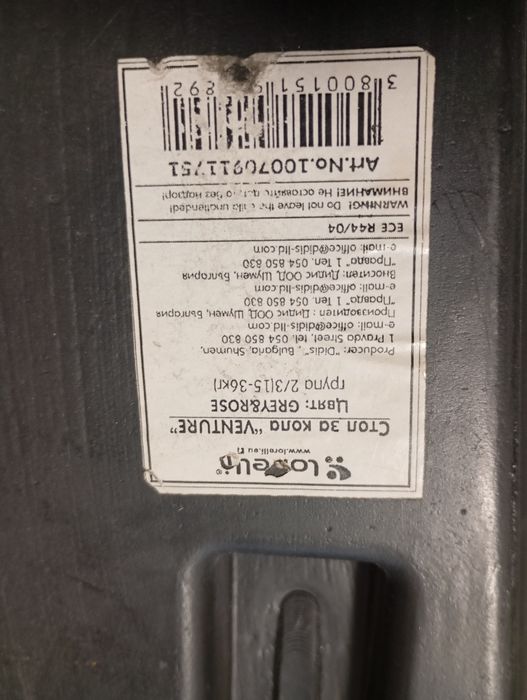 Lorelli
www.lorelli.eu
Стол за кола "VENTURE"
Цвят: GREY&ROSE
група 2/3(15-36кг)
Producer: "Didis", Bulgaria, Shumen,
1 Pravda Street, tel. 054 850 830
e-mail: office@didis-ltd.com
Производител : Дидис ООД, Шумен, България
"Правда" 1 Тел. 054 850 830
e-mail: office@didis-ltd.com
Вносител: Дидис ООД, Шумен, България
"Правда" 1 Тел. 054 850 830
e-mail: office@didis-ltd.com
ECE R44/04
WARNING! Do not leave the child unattended!
ВНИМАНИЕ! Не оставяйте без надзор!
Art.No.10070911751
3 800151 892